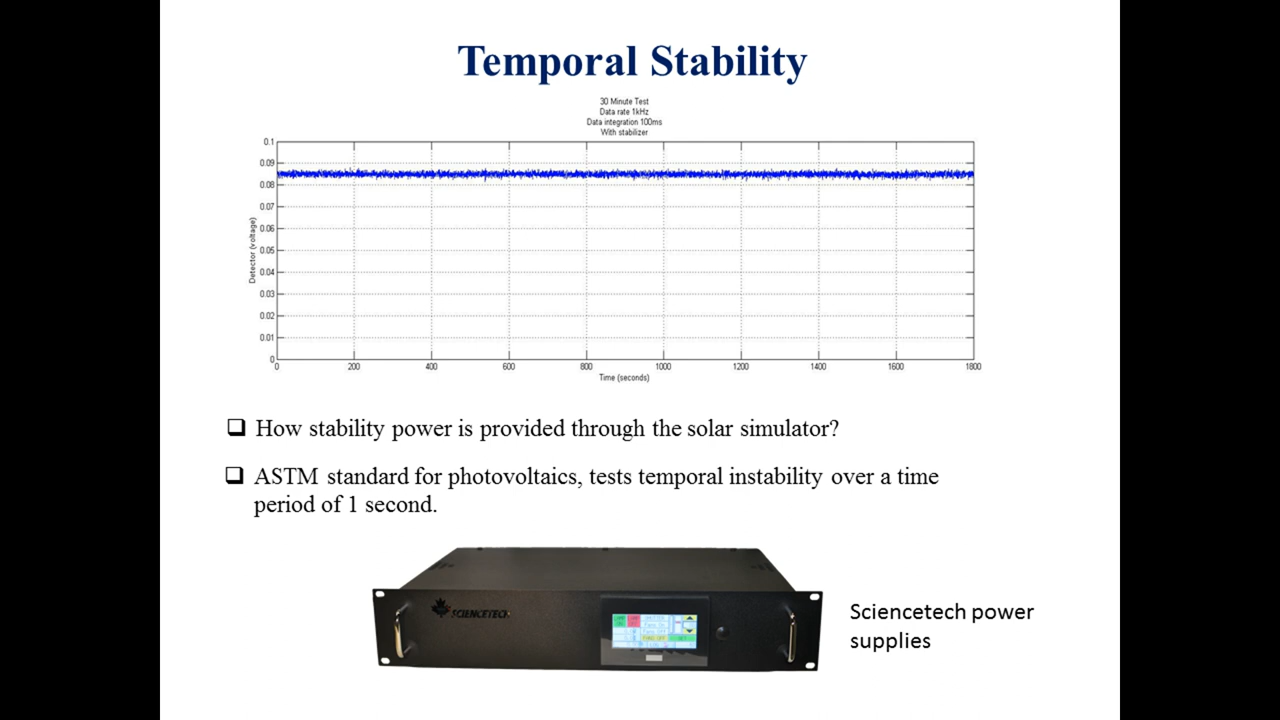 Temporal Stability
30 Minute Test
Data rate 1kHz
Data integration 100ms
With stabilizer
0.1
0.09
0.08
0.07
0.06
0.05
0.04
0.03
0.02
0.01
0
Detector (voltage)
0 200 400 600 800 1000 1200 1400 1600 1800
Time (seconds)
How stability power is provided through the solar simulator?
ASTM standard for photovoltaics, tests temporal instability over a time
period of 1 second.
SCIENCETECH
Sciencetech power
supplies